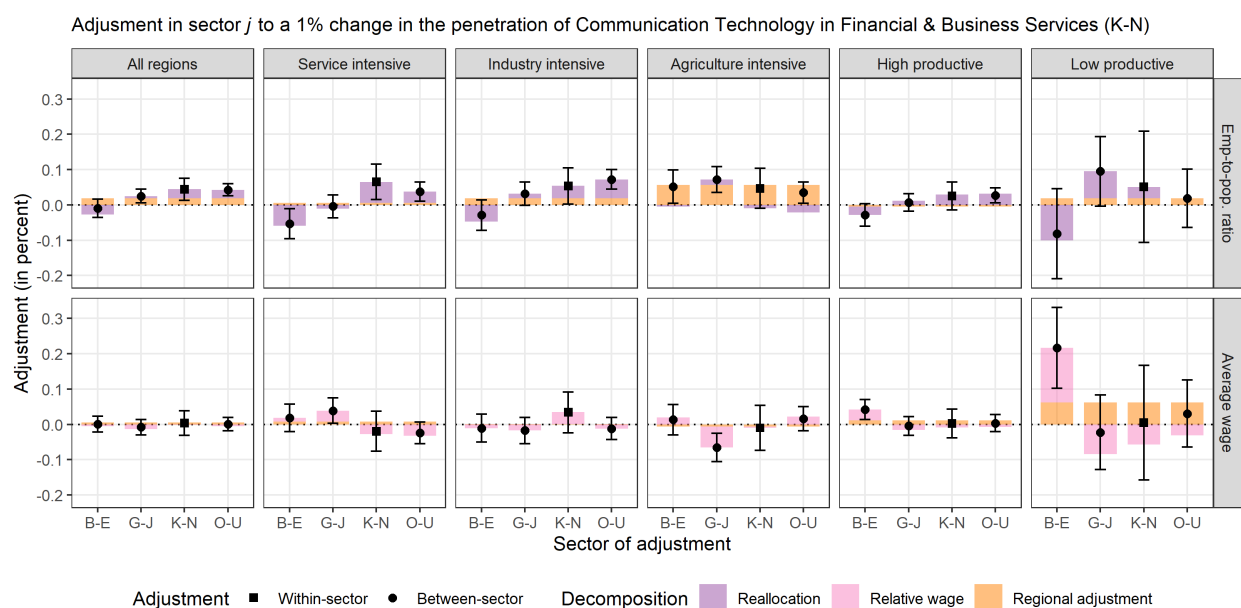 Adjustment in sector j to a 1% change in the penetration of Communication Technology in Financial & Business Services (K-N)
All regions Service intensive Industry intensive Agriculture intensive High productive Low productive
Adjustment (in percent)
0.3
0.2
0.1
0.0
-0.1
-0.2
Emp-to-pop. ratio
0.3
0.2
0.1
0.0
-0.1
-0.2
Average wage
B-E G-J K-N O-U B-E G-J K-N O-U B-E G-J K-N O-U B-E G-J K-N O-U B-E G-J K-N O-U B-E G-J K-N O-U
Sector of adjustment
Adjustment Within-sector Between-sector Decomposition Reallocation Relative wage Regional adjustment